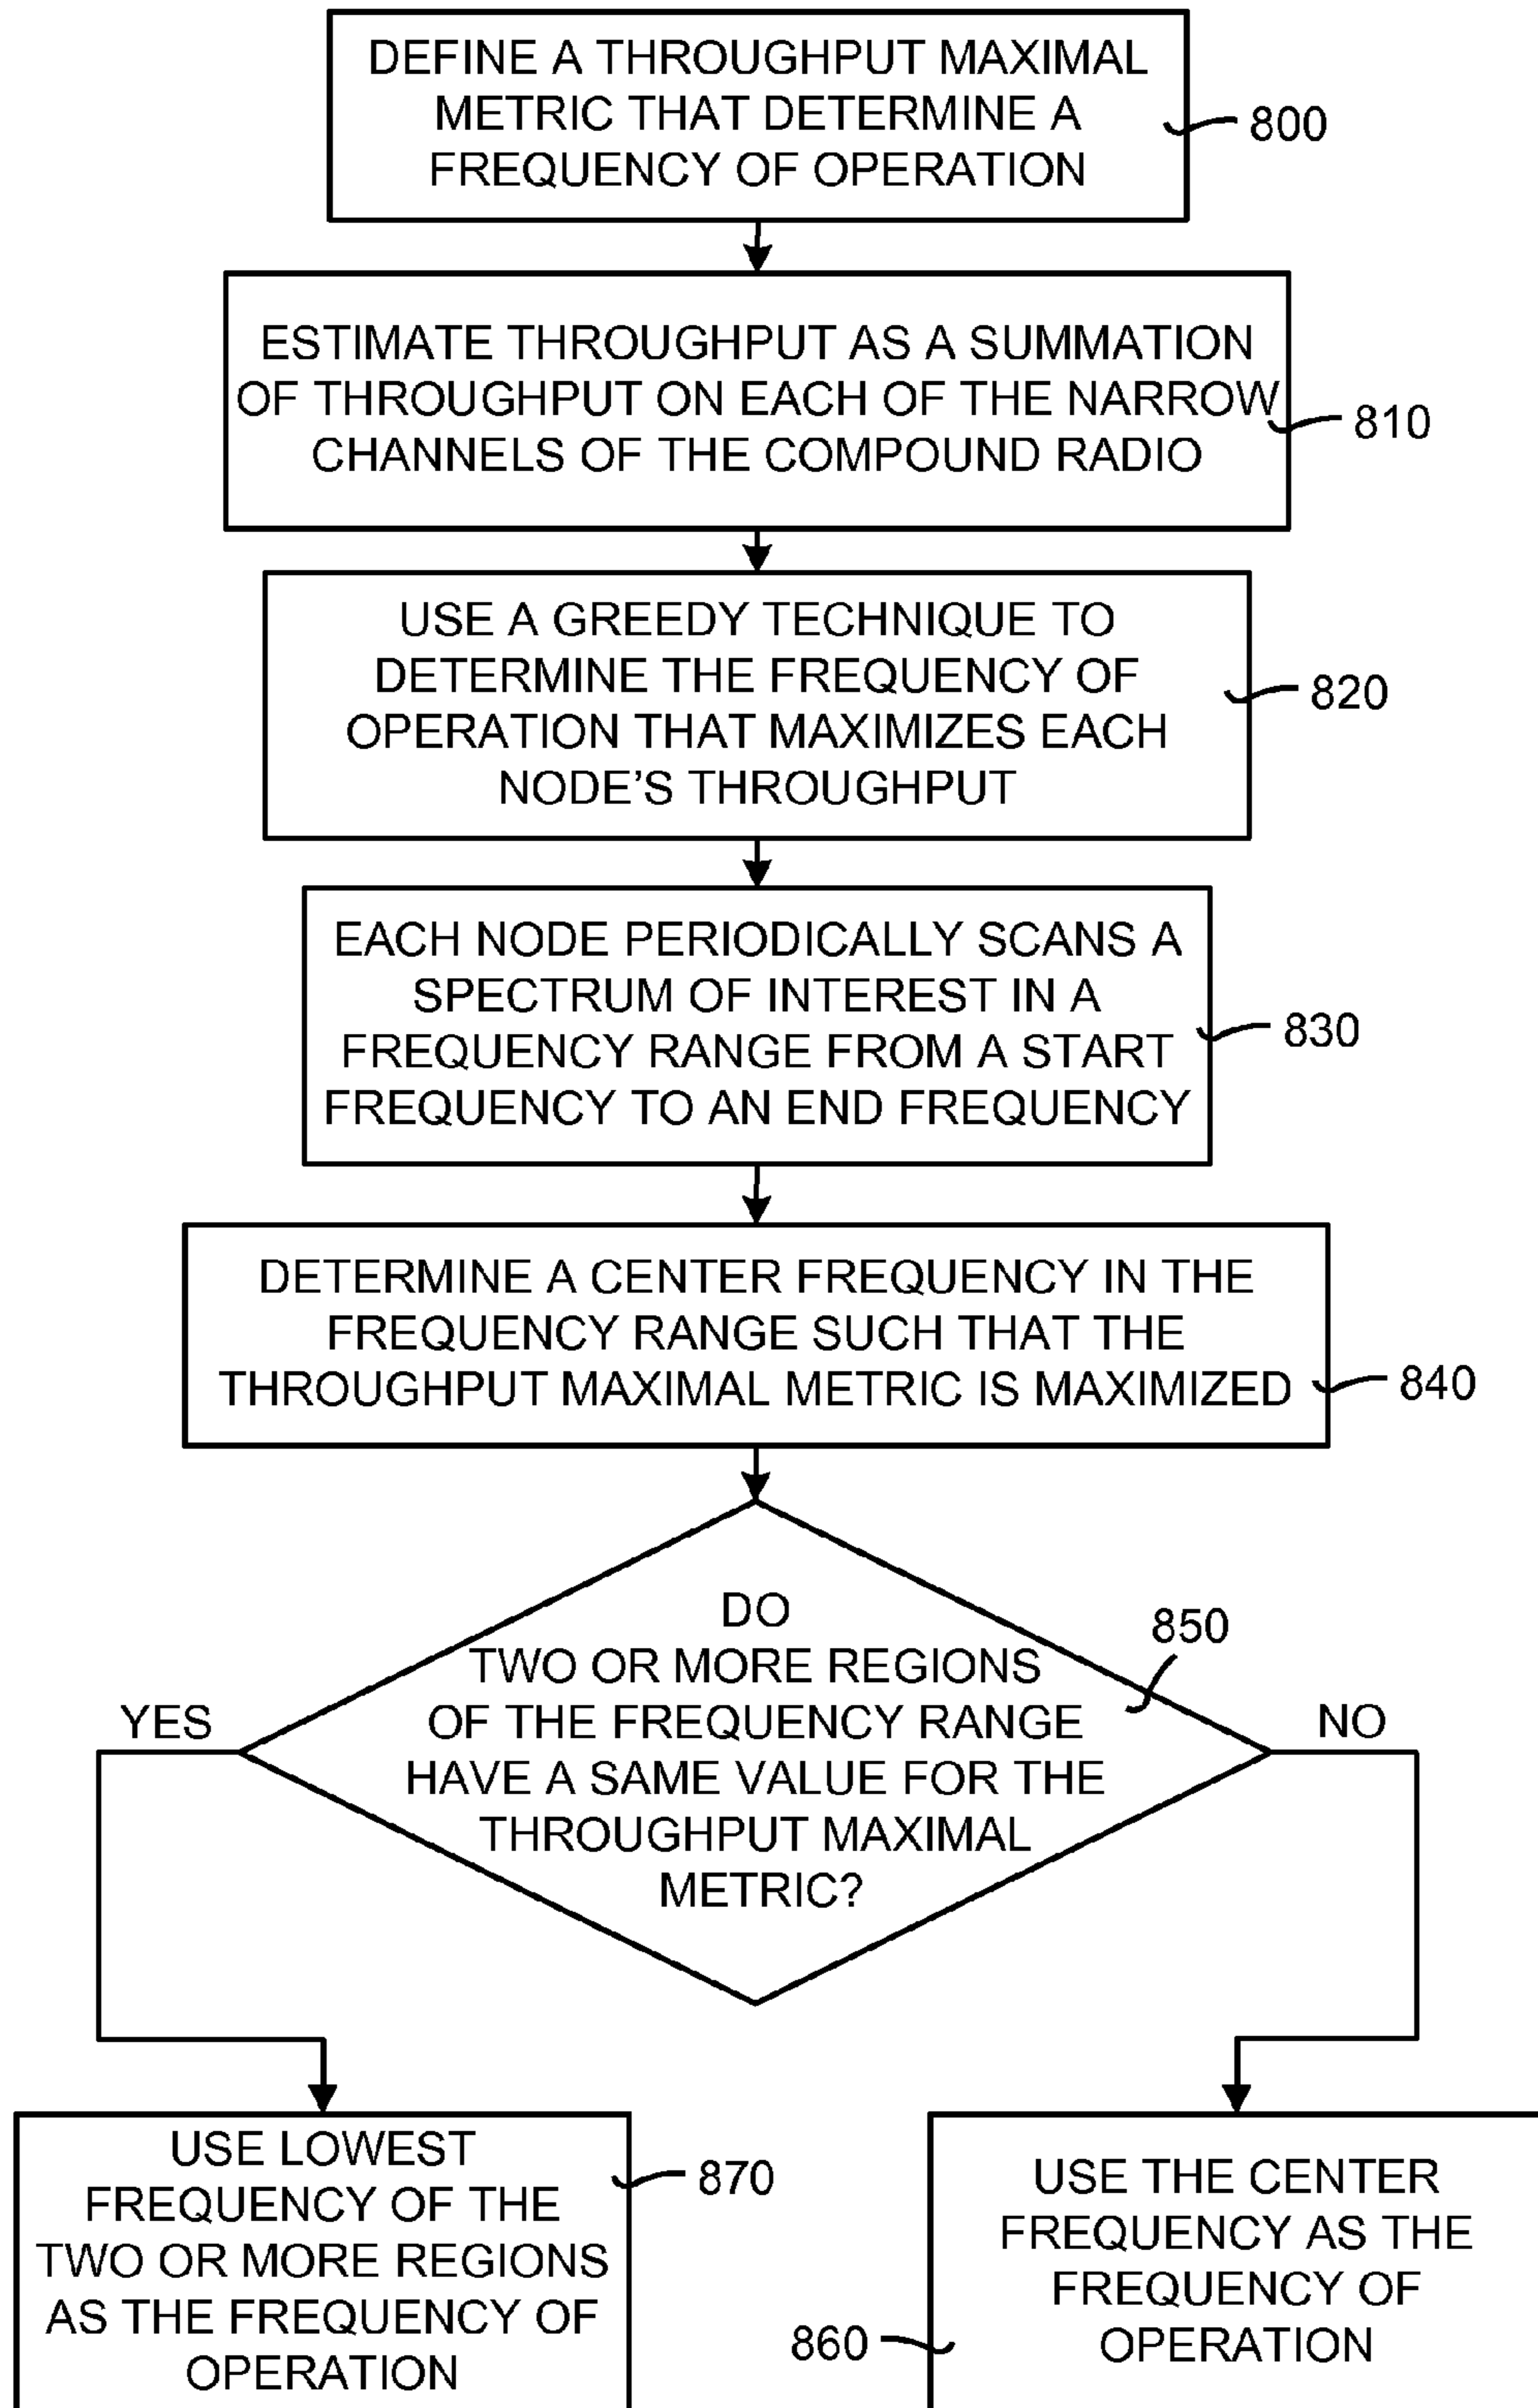 DEFINE A THROUGHPUT MAXIMAL
METRIC THAT DETERMINE A
FREQUENCY OF OPERATION
800
ESTIMATE THROUGHPUT AS A SUMMATION
OF THROUGHPUT ON EACH OF THE NARROW
CHANNELS OF THE COMPOUND RADIO
810
USE A GREEDY TECHNIQUE TO
DETERMINE THE FREQUENCY OF
OPERATION THAT MAXIMIZES EACH
NODE'S THROUGHPUT
820
EACH NODE PERIODICALLY SCANS A
SPECTRUM OF INTEREST IN A
FREQUENCY RANGE FROM A START
FREQUENCY TO AN END FREQUENCY
830
DETERMINE A CENTER FREQUENCY IN THE
FREQUENCY RANGE SUCH THAT THE
THROUGHPUT MAXIMAL METRIC IS MAXIMIZED
840
DO
TWO OR MORE REGIONS
OF THE FREQUENCY RANGE
HAVE A SAME VALUE FOR THE
THROUGHPUT MAXIMAL
METRIC?
850
YES
NO
USE LOWEST
FREQUENCY OF THE
TWO OR MORE REGIONS
AS THE FREQUENCY OF
OPERATION
870
USE THE CENTER
FREQUENCY AS THE
FREQUENCY OF
OPERATION
860